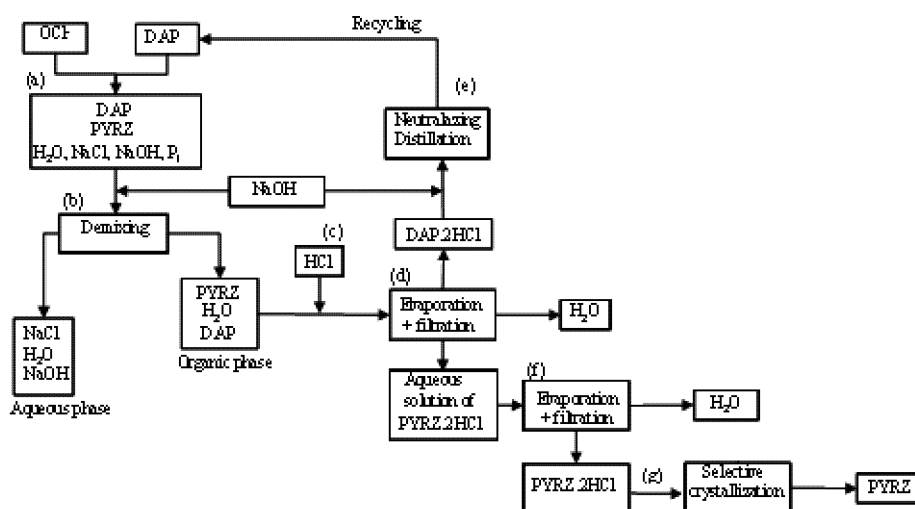 Recycling
OCl-
DAP
(a)
(e)
DAP
PYRZ
H₂O, NaCl, NaOH, Pᵢ
Neutralizing
Distillation
NaOH
(b)
Demixing
(c)
HCl
DAP.2HCl
(d)
PYRZ
H₂O
DAP
Evaporation
+ filtration
H₂O
NaCl
H₂O
NaOH
Organic phase
Aqueous phase
Aqueous
solution of
PYRZ.2HCl
(f)
Evaporation
+filtration
H₂O
PYRZ.2HCl
(g)
Selective
crystallization
PYRZ